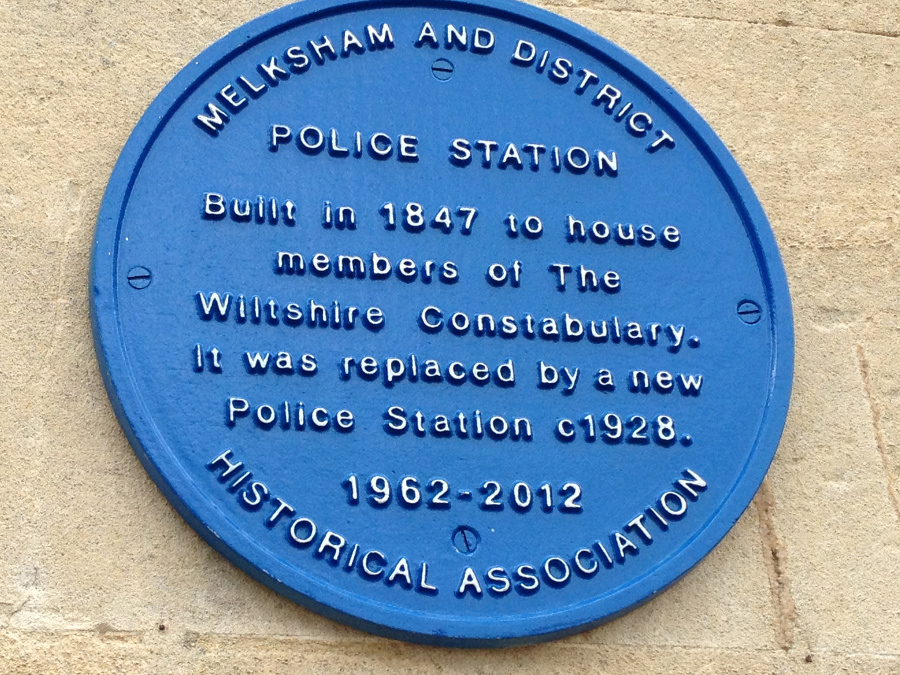 MELKSHAM AND DISTRICT
POLICE STATION
Built in 1847 to house
members of The
Wiltshire Constabulary.
It was replaced by a new
Police Station c1928.
1962-2012
HISTORICAL ASSOCIATION